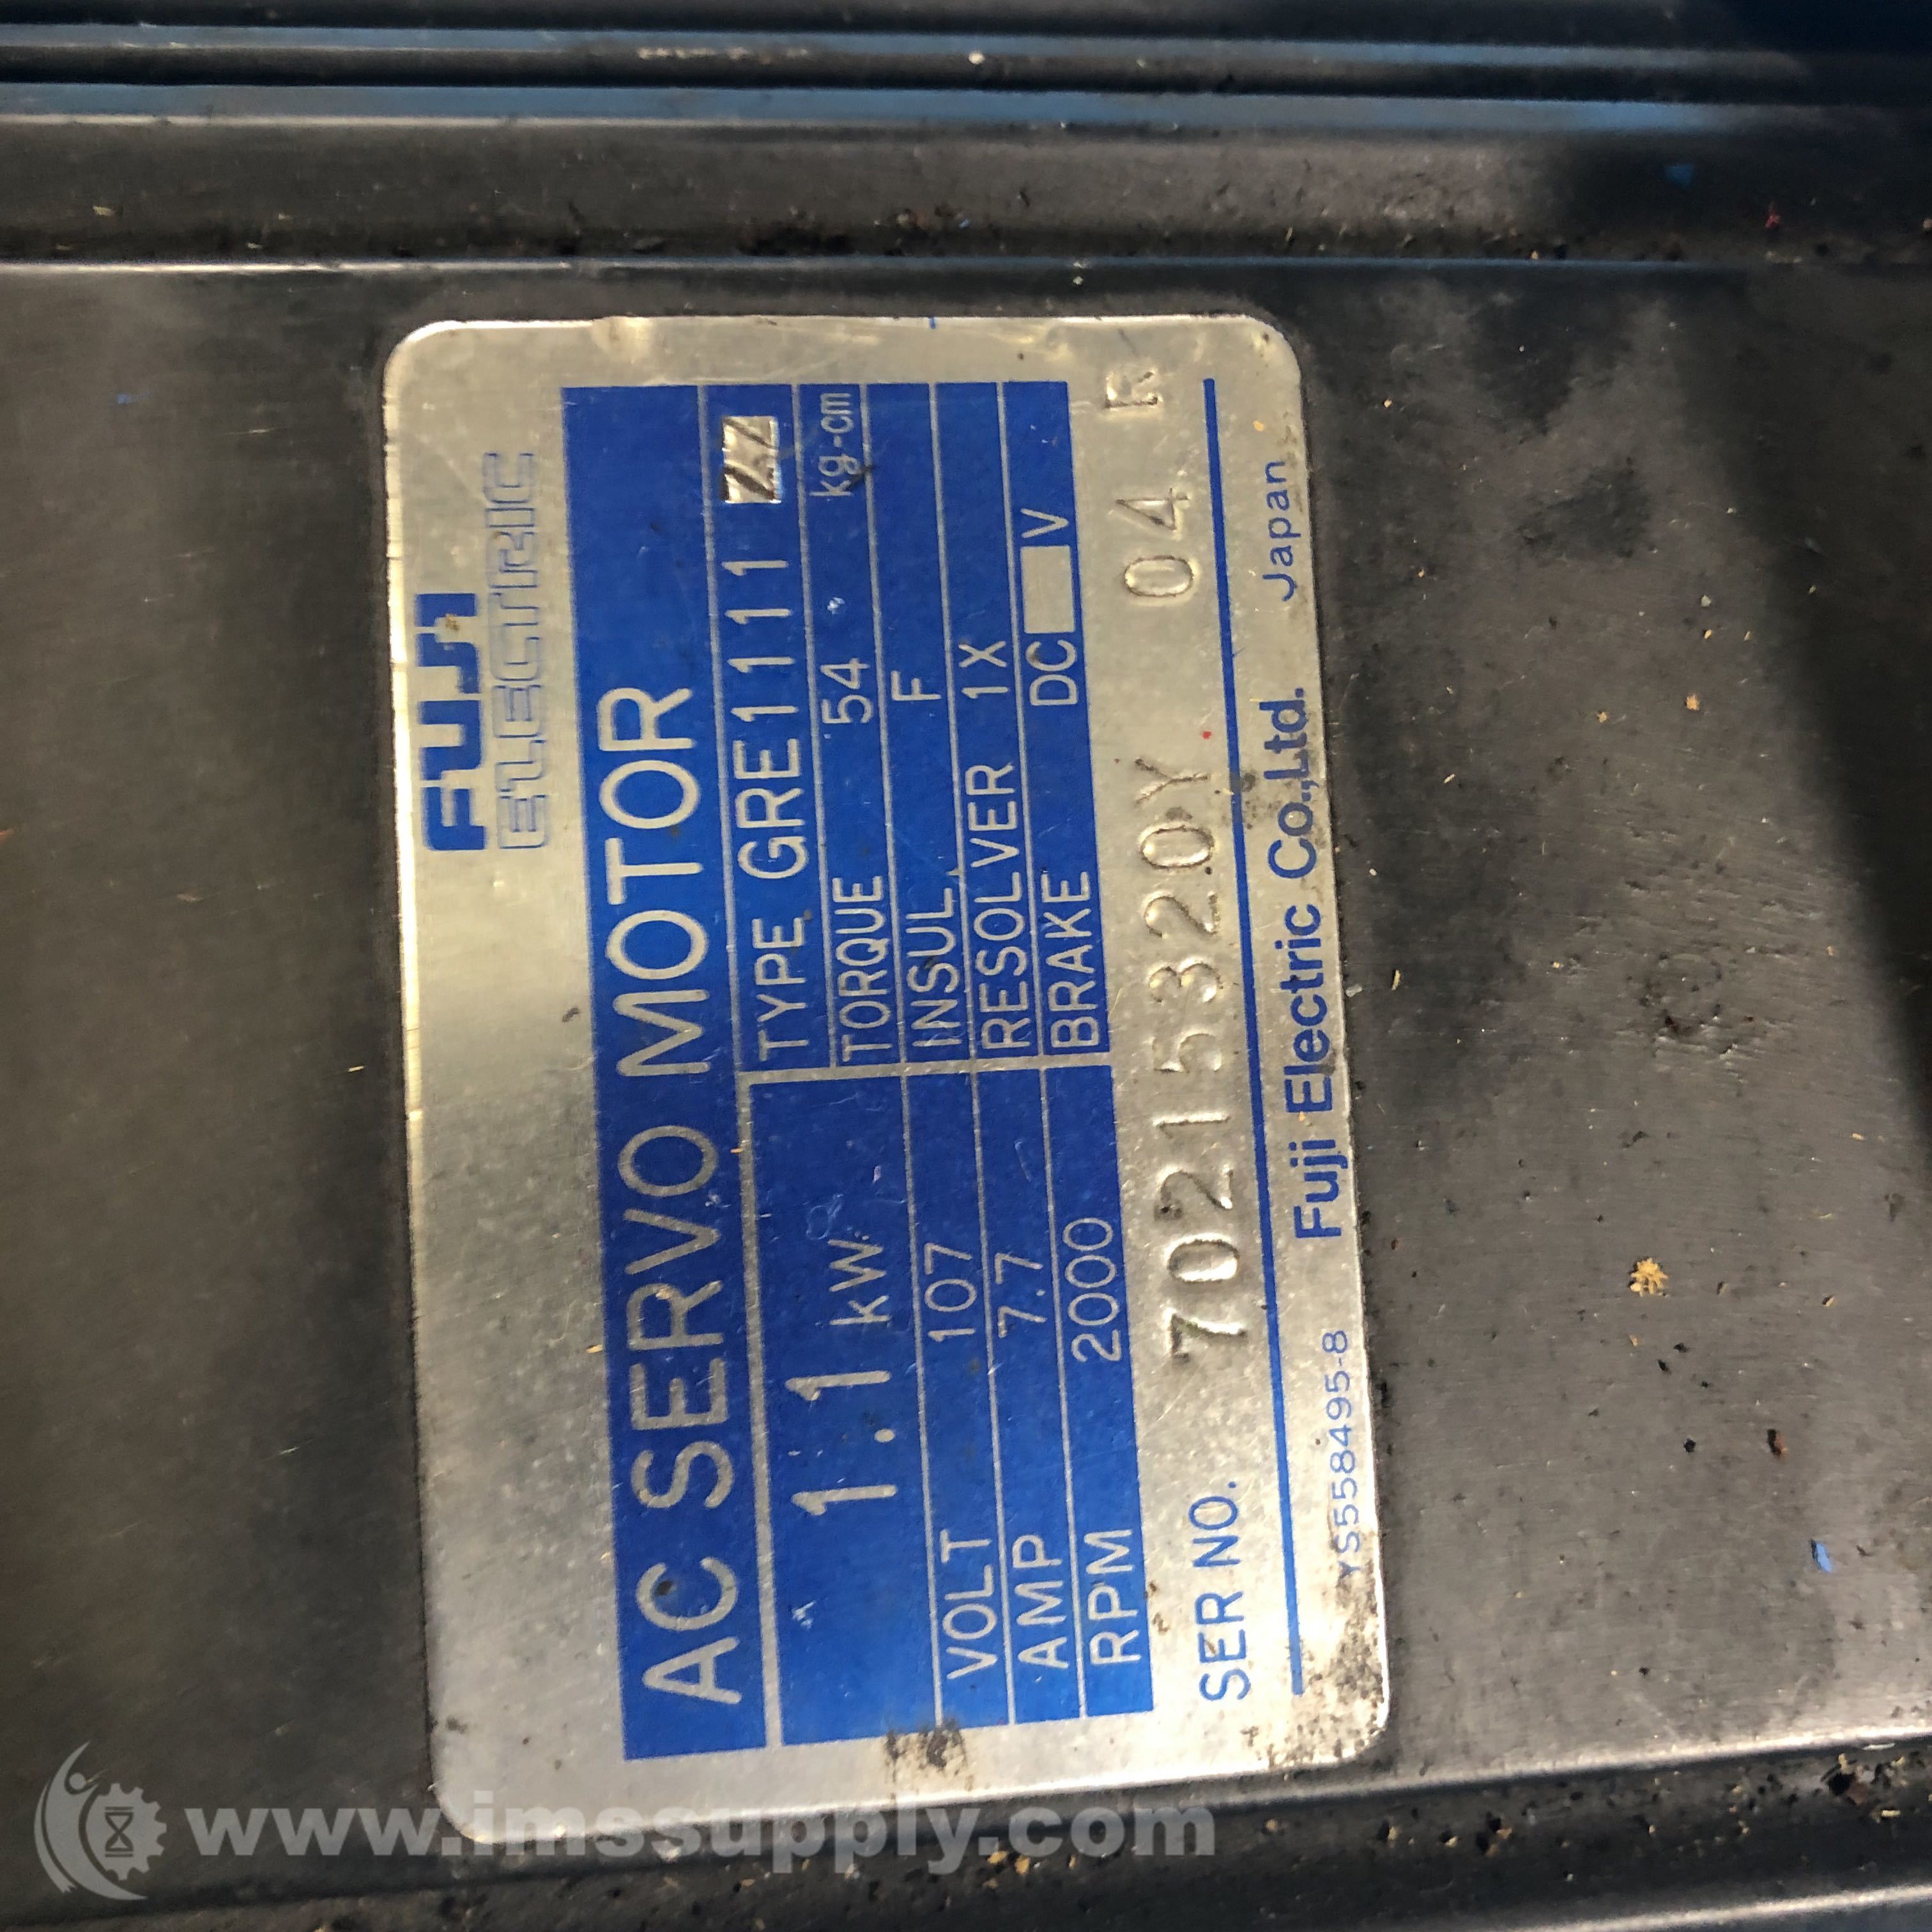 FUJI
ELECTRIC
AC SERVO MOTOR
1.1 kW
VOLT 107
AMP 7.7
RPM 2000
TYPE GRE1111 ZZ
TORQUE 54 kg-cm
INSUL. F
RESOLVER 1X
BRAKE DC V
SER NO. 70215320Y 04 R
Fuji Electric Co.,Ltd. Japan
YS5584495-8
www.imssupply.com